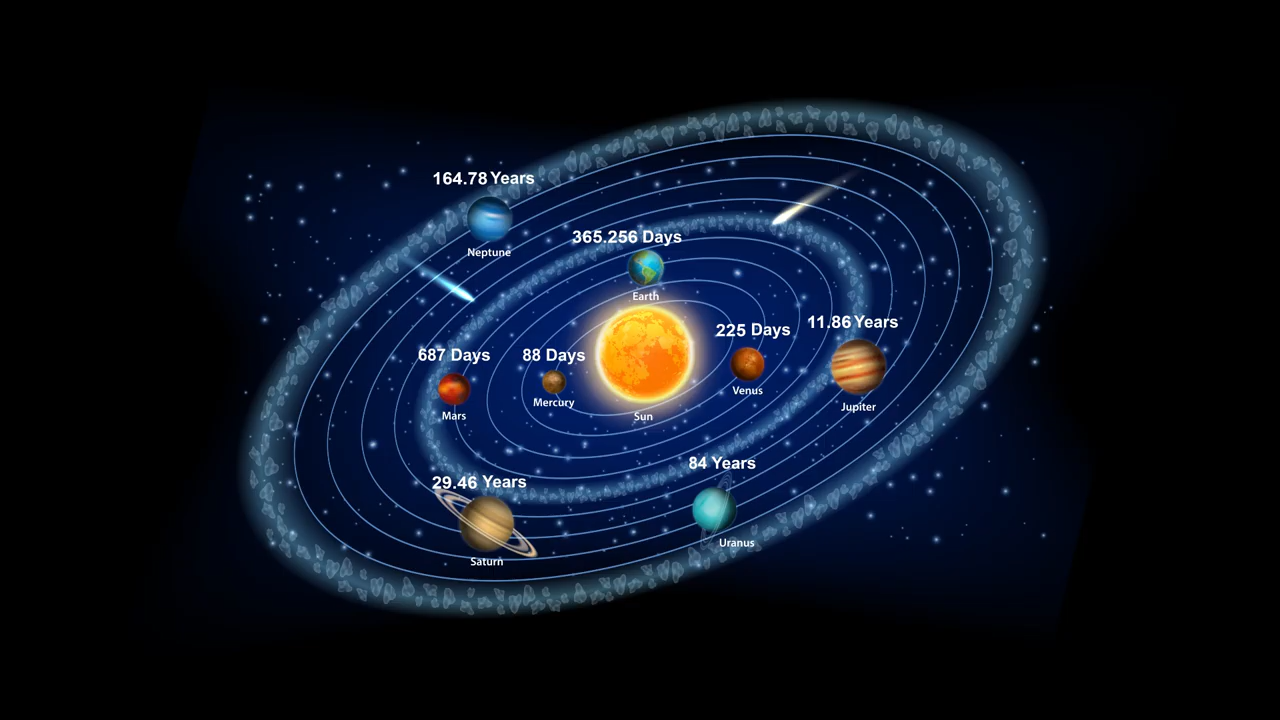 164.78 Years
Neptune
365.256 Days
Earth
11.86 Years
Jupiter
225 Days
Venus
687 Days
Mars
88 Days
Mercury
Sun
84 Years
Uranus
29.46 Years
Saturn